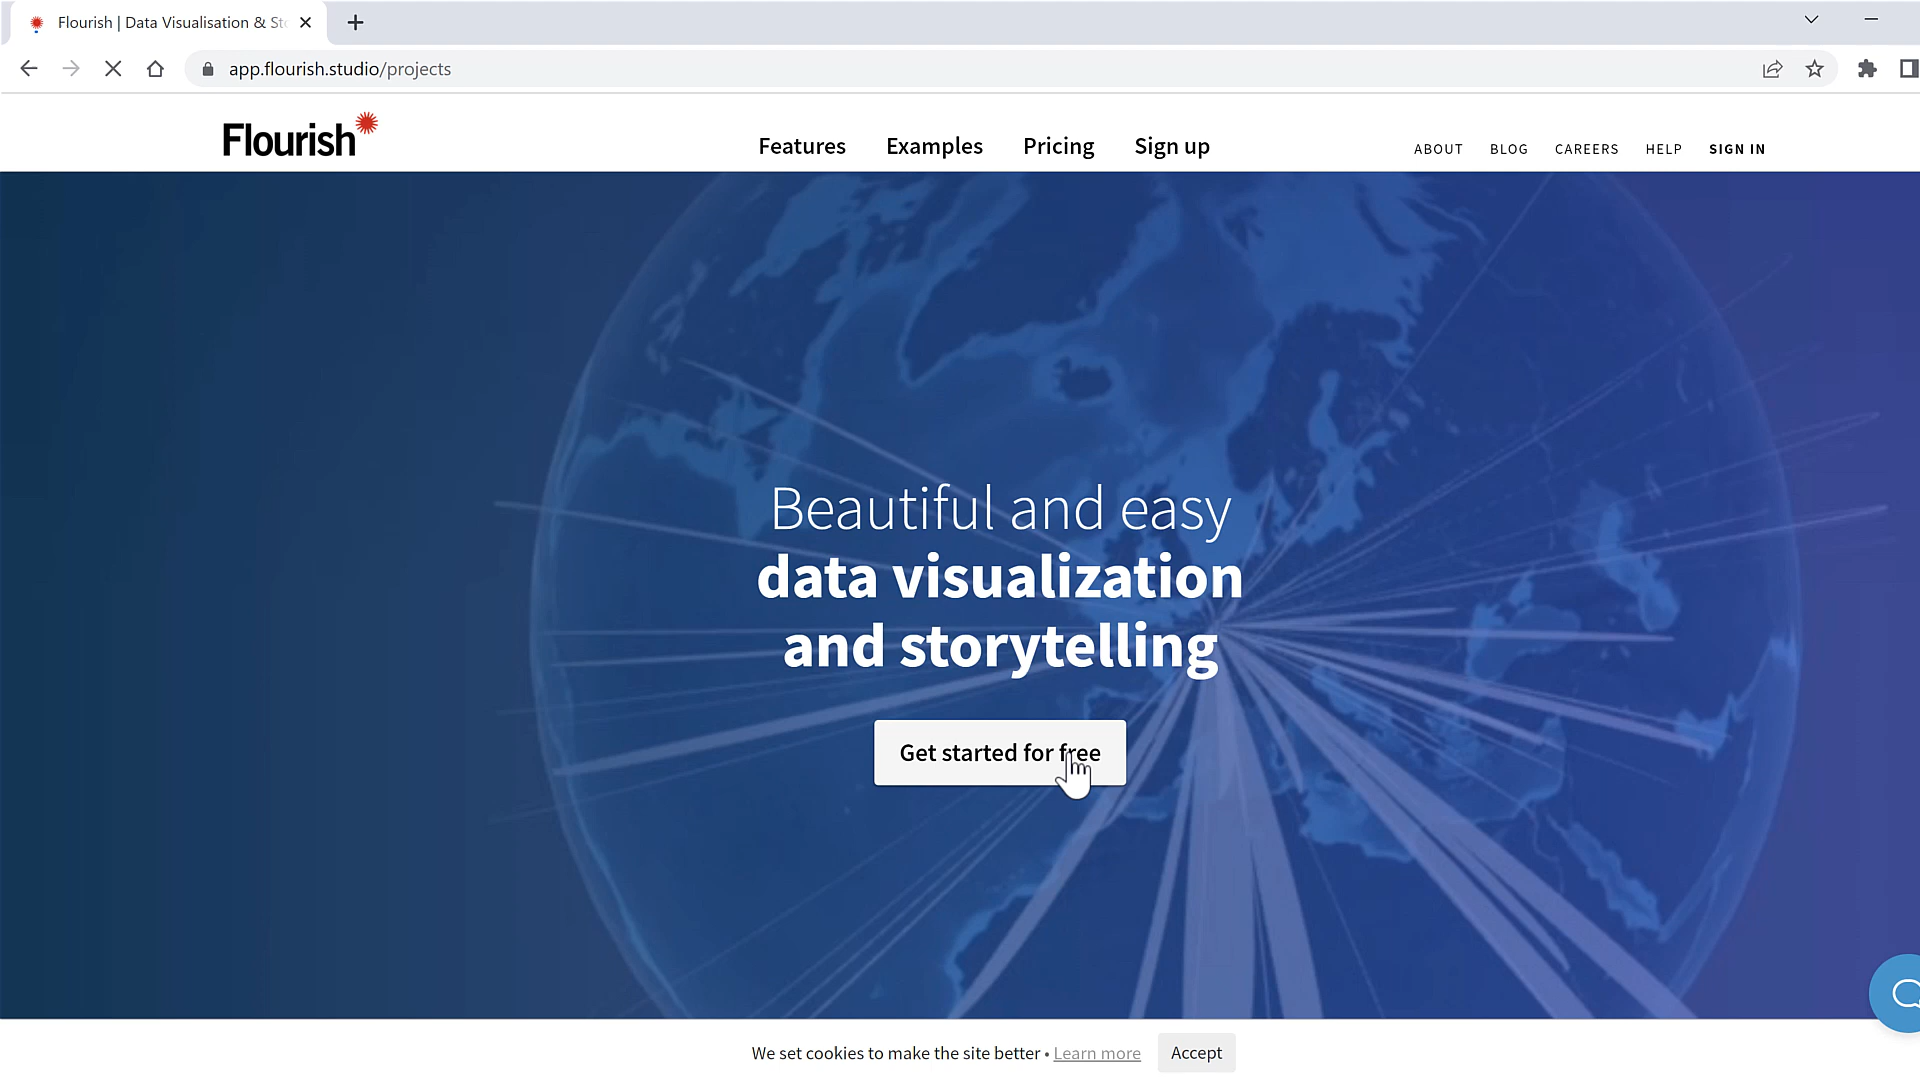 Flourish | Data Visualisation & Sto
app.flourish.studio/projects
Flourish
Features Examples Pricing Sign up
ABOUT BLOG CAREERS HELP SIGN IN
Beautiful and easy
data visualization
and storytelling
Get started for free
We set cookies to make the site better • Learn more Accept